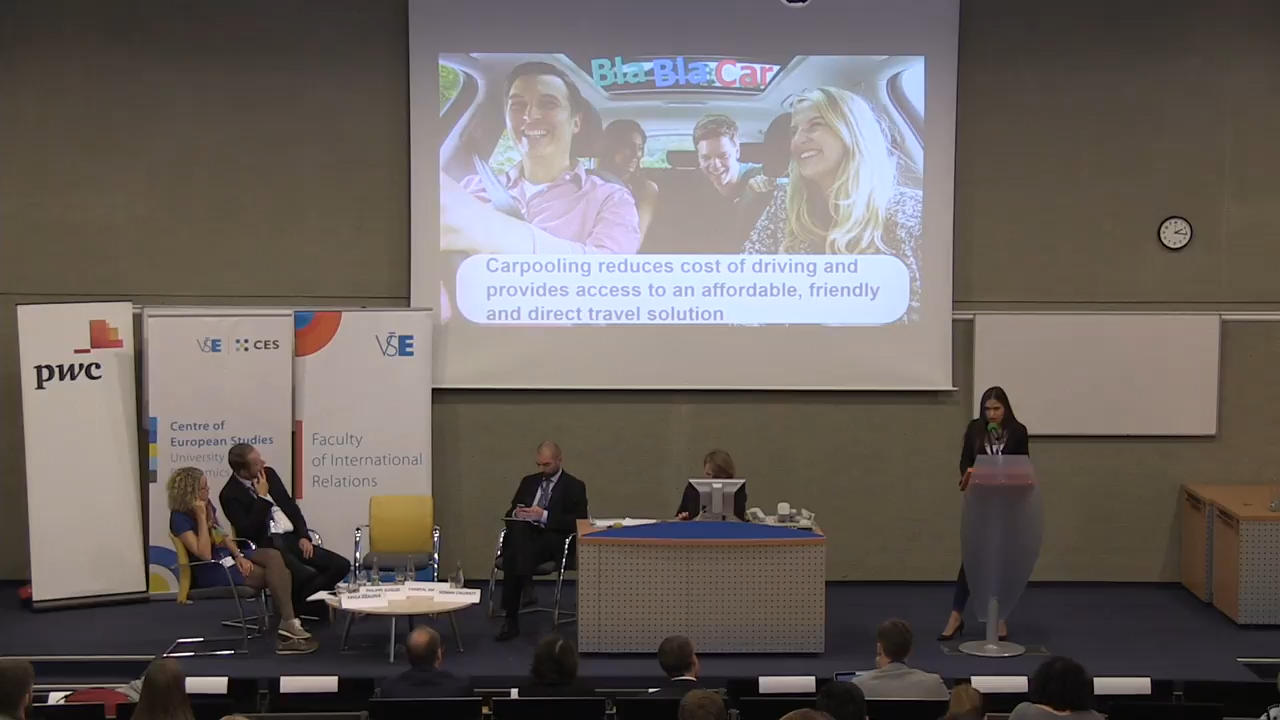 BlaBlaCar
Carpooling reduces cost of driving and
provides access to an affordable, friendly
and direct travel solution
pwc
VŠE CES
Centre of
European Studies
University
VŠE
Faculty
of International
Relations